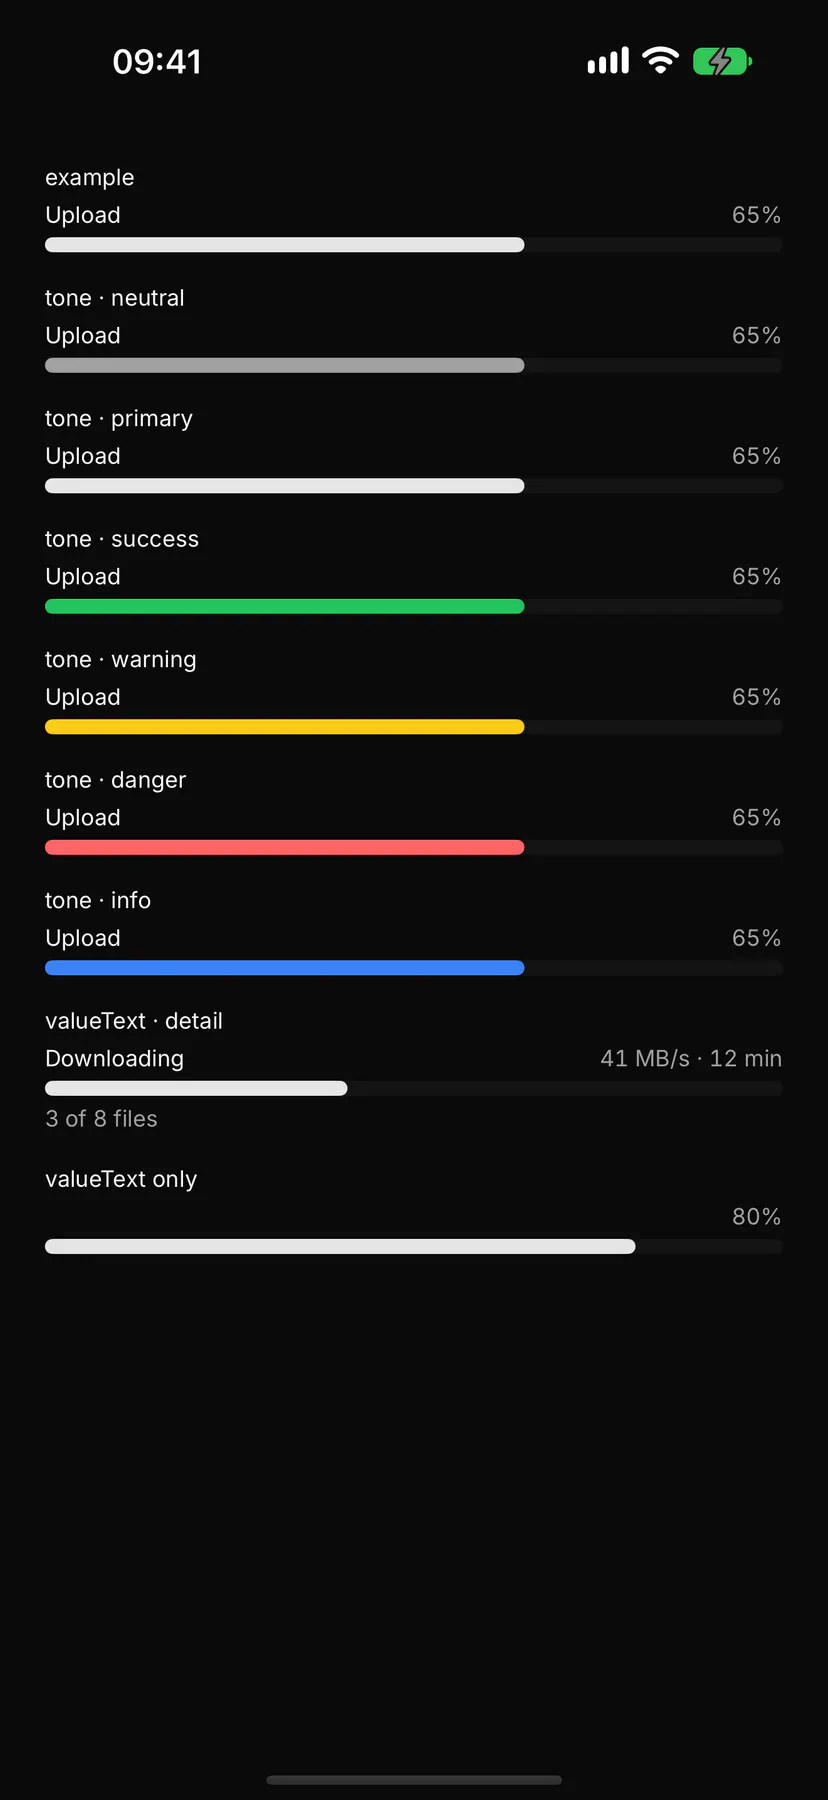 09:41
example
Upload 65%
tone · neutral
Upload 65%
tone · primary
Upload 65%
tone · success
Upload 65%
tone · warning
Upload 65%
tone · danger
Upload 65%
tone · info
Upload 65%
valueText · detail
Downloading 41 MB/s · 12 min
3 of 8 files
valueText only
80%